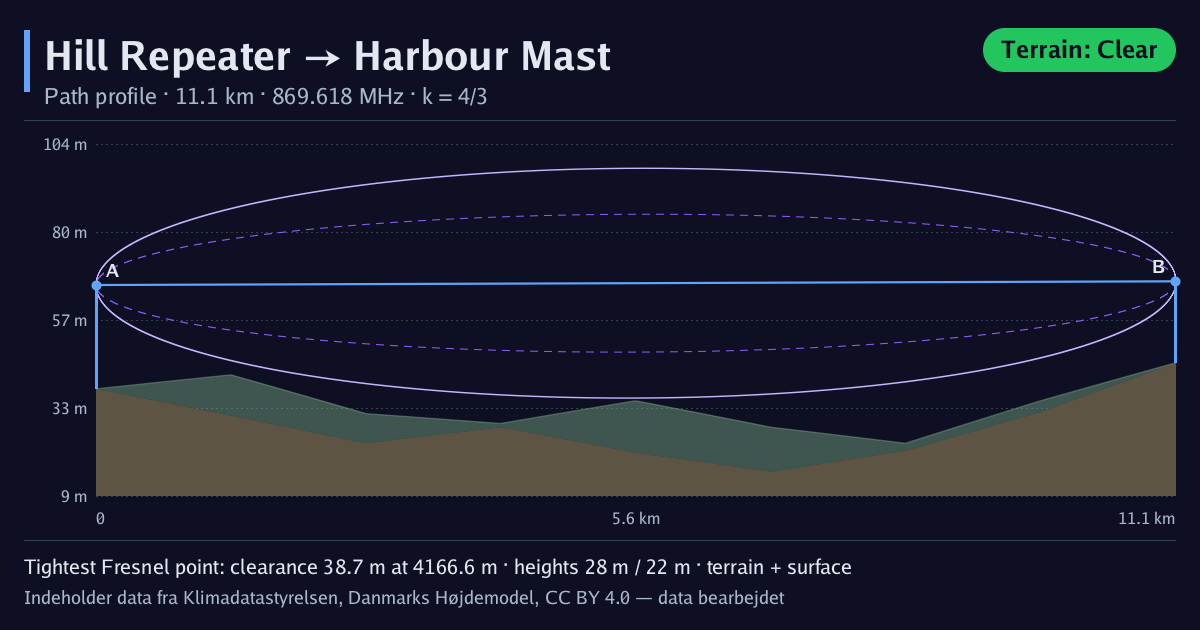 Hill Repeater → Harbour Mast
Terrain: Clear
Path profile · 11.1 km · 869.618 MHz · k = 4/3
104 m
80 m
A
B
57 m
33 m
9 m
0
5.6 km
11.1 km
Tightest Fresnel point: clearance 38.7 m at 4166.6 m · heights 28 m / 22 m · terrain + surface
Indeholder data fra Klimadatastyrelsen, Danmarks Højdemodel, CC BY 4.0 — data bearbejdet